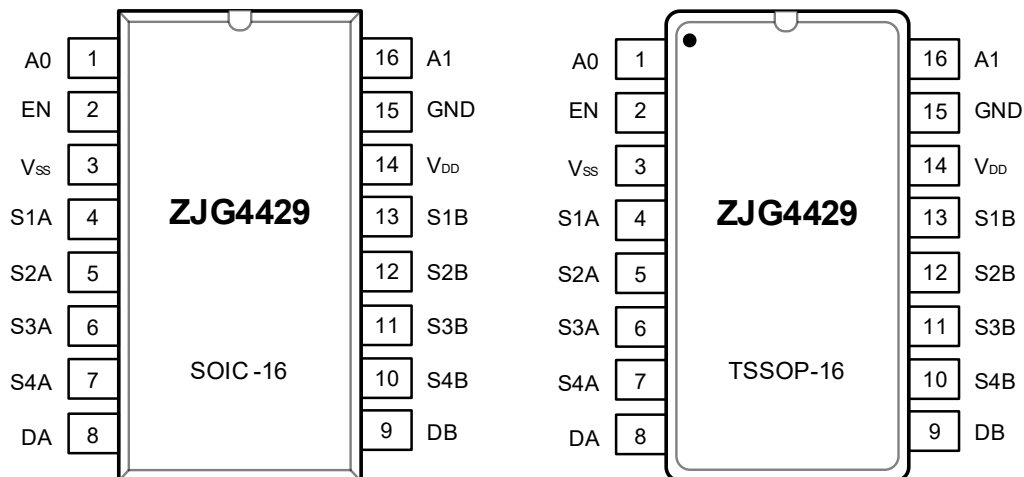 A0 1 16 A1
EN 2 15 GND
VSS 3 14 VDD
S1A 4 13 S1B
S2A 5 12 S2B
S3A 6 11 S3B
S4A 7 10 S4B
DA 8 9 DB
ZJG4429
SOIC-16
A0 1 16 A1
EN 2 15 GND
VSS 3 14 VDD
S1A 4 13 S1B
S2A 5 12 S2B
S3A 6 11 S3B
S4A 7 10 S4B
DA 8 9 DB
ZJG4429
TSSOP-16